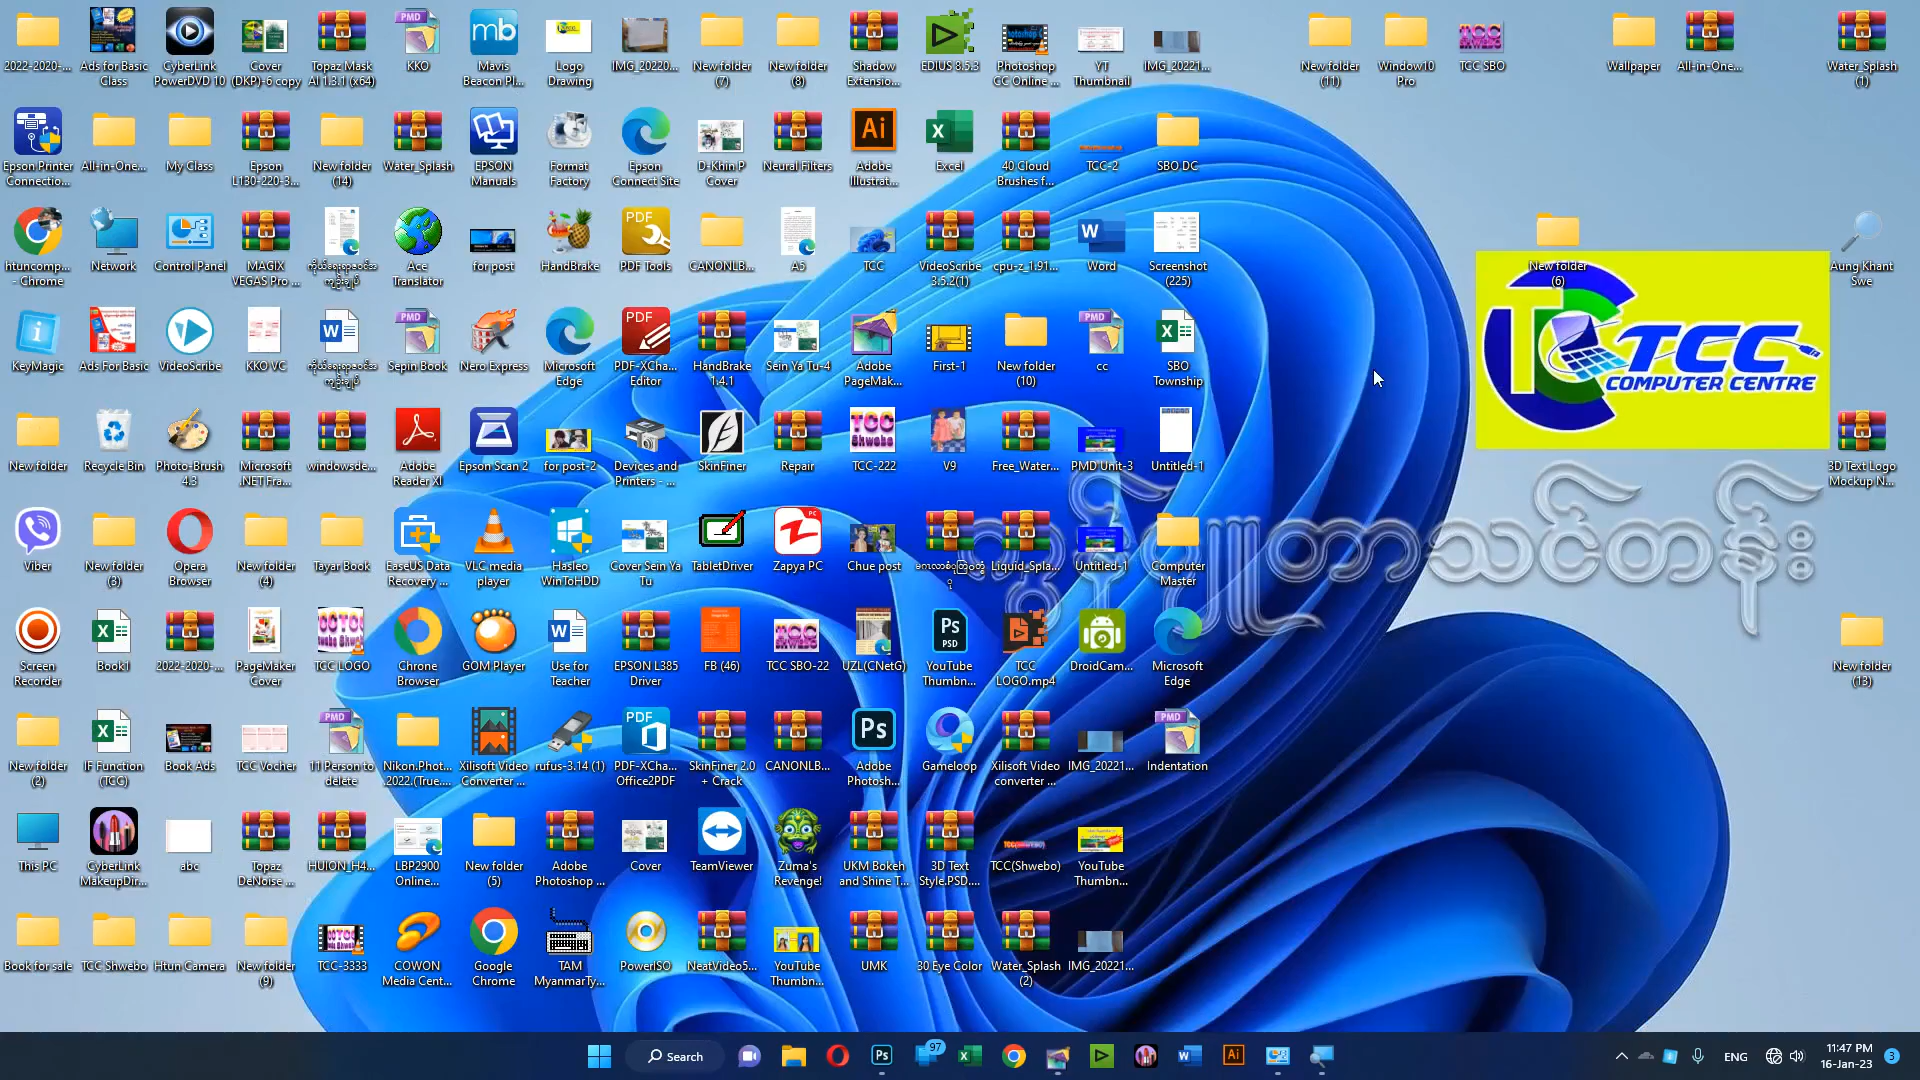 2022-2020-...
Ads for Basic Class
CyberLink PowerDVD 10
Cover (DKP)-6 copy
Topaz Mask AI 1.3.1 (x64)
KKO
Mavis Beacon Pl...
Logo Drawing
IMG_20220...
New folder (7)
New folder (8)
Shadow Extensio...
EDIUS 8.5.3
Photoshop CC Online ...
YT Thumbnail
IMG_20221...
New folder (11)
Window10 Pro
TCC SBO
Wallpaper
All-in-One...
Water_Splash (1)
Epson Printer Connectio...
All-in-One...
My Class
Epson L130-220-3...
New folder (14)
Water_Splash
EPSON Manuals
Format Factory
Epson Connect Site
D-Khin P Cover
Neural Filters
Adobe Illustrat...
Excel
40 Cloud Brushes f...
TCC-2
SBO DC
htuncomp... - Chrome
Network
Control Panel
MAGIX VEGAS Pro ...
Ace Translator
for post
HandBrake
PDF Tools
CANONLB...
A5
TCC
VideoScribe 3.5.2(1)
cpu-z_1.91...
Word
Screenshot (225)
New folder (6)
Aung Khant Swe
KeyMagic
Ads For Basic
VideoScribe
KKO VC
Sepin Book
Nero Express
Microsoft Edge
PDF-XCha... Editor
HandBrake 1.4.1
Sein Ya Tu-4
Adobe PageMak...
First-1
New folder (10)
cc
SBO Township
TCC
COMPUTER CENTRE
New folder
Recycle Bin
Photo-Brush 4.3
Microsoft .NET Fra...
windowsde...
Adobe Reader XI
Epson Scan 2
for post-2
Devices and Printers - ...
SkinFiner
Repair
TCC-222
V9
Free_Water...
PMD Unit-3
Untitled-1
3D Text Logo Mockup N...
ကွန်ပျူတာသင်တန်း
Viber
New folder (3)
Opera Browser
New folder (4)
Tayar Book
EaseUS Data Recovery ...
VLC media player
Hasleo WinToHDD
Cover Sein Ya Tu
TabletDriver
Zapya PC
Chue post
Liquid_Spla...
Untitled-1
Computer Master
Screen Recorder
Book1
2022-2020-...
PageMaker Cover
TCC LOGO
Chrone Browser
GOM Player
Use for Teacher
EPSON L385 Driver
FB (46)
TCC SBO-22
UZL(CNetG)
YouTube Thumbn...
TCC LOGO.mp4
DroidCam...
Microsoft Edge
New folder (13)
New folder (2)
IF Function (TCG)
Book Ads
TCC Vocher
11 Person to delete
Nikon.Phot... 2022.(True....
Xilisoft Video Converter ...
rufus-3.14 (1)
PDF-XCha... Office2PDF
SkinFiner 2.0 + Crack
CANONLB...
Adobe Photosh...
Gameloop
Xilisoft Video converter ...
IMG_20221...
Indentation
This PC
CyberLink MakeupDir...
abc
Topaz DeNoise ...
HUION_H4...
LBP2900 Online...
New folder (5)
Adobe Photoshop ...
Cover
TeamViewer
Zuma's Revenge!
UKM Bokeh and Shine T...
3D Text Style.PSD....
TCC(Shwebo)
YouTube Thumbn...
Book for sale
TCC Shwebo
Htun Camera
New folder (9)
TCC-3333
COWON Media Cent...
Google Chrome
TAM MyanmarTy...
PowerISO
NeatVideo5...
YouTube Thumbn...
UMK
30 Eye Color
Water_Splash (2)
IMG_20221...
Search
97
ENG
11:47 PM
16-Jan-23
3